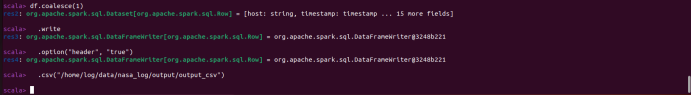 scala> df.coalesce(1)
res2: org.apache.spark.sql.Dataset[org.apache.spark.sql.Row] = [host: string, timestamp: timestamp ... 15 more fields]
scala>   .write
res3: org.apache.spark.sql.DataFrameWriter[org.apache.spark.sql.Row] = org.apache.spark.sql.DataFrameWriter@3248b221
scala>   .option("header", "true")
res4: org.apache.spark.sql.DataFrameWriter[org.apache.spark.sql.Row] = org.apache.spark.sql.DataFrameWriter@3248b221
scala>   .csv("/home/log/data/nasa_log/output/output_csv")
scala>